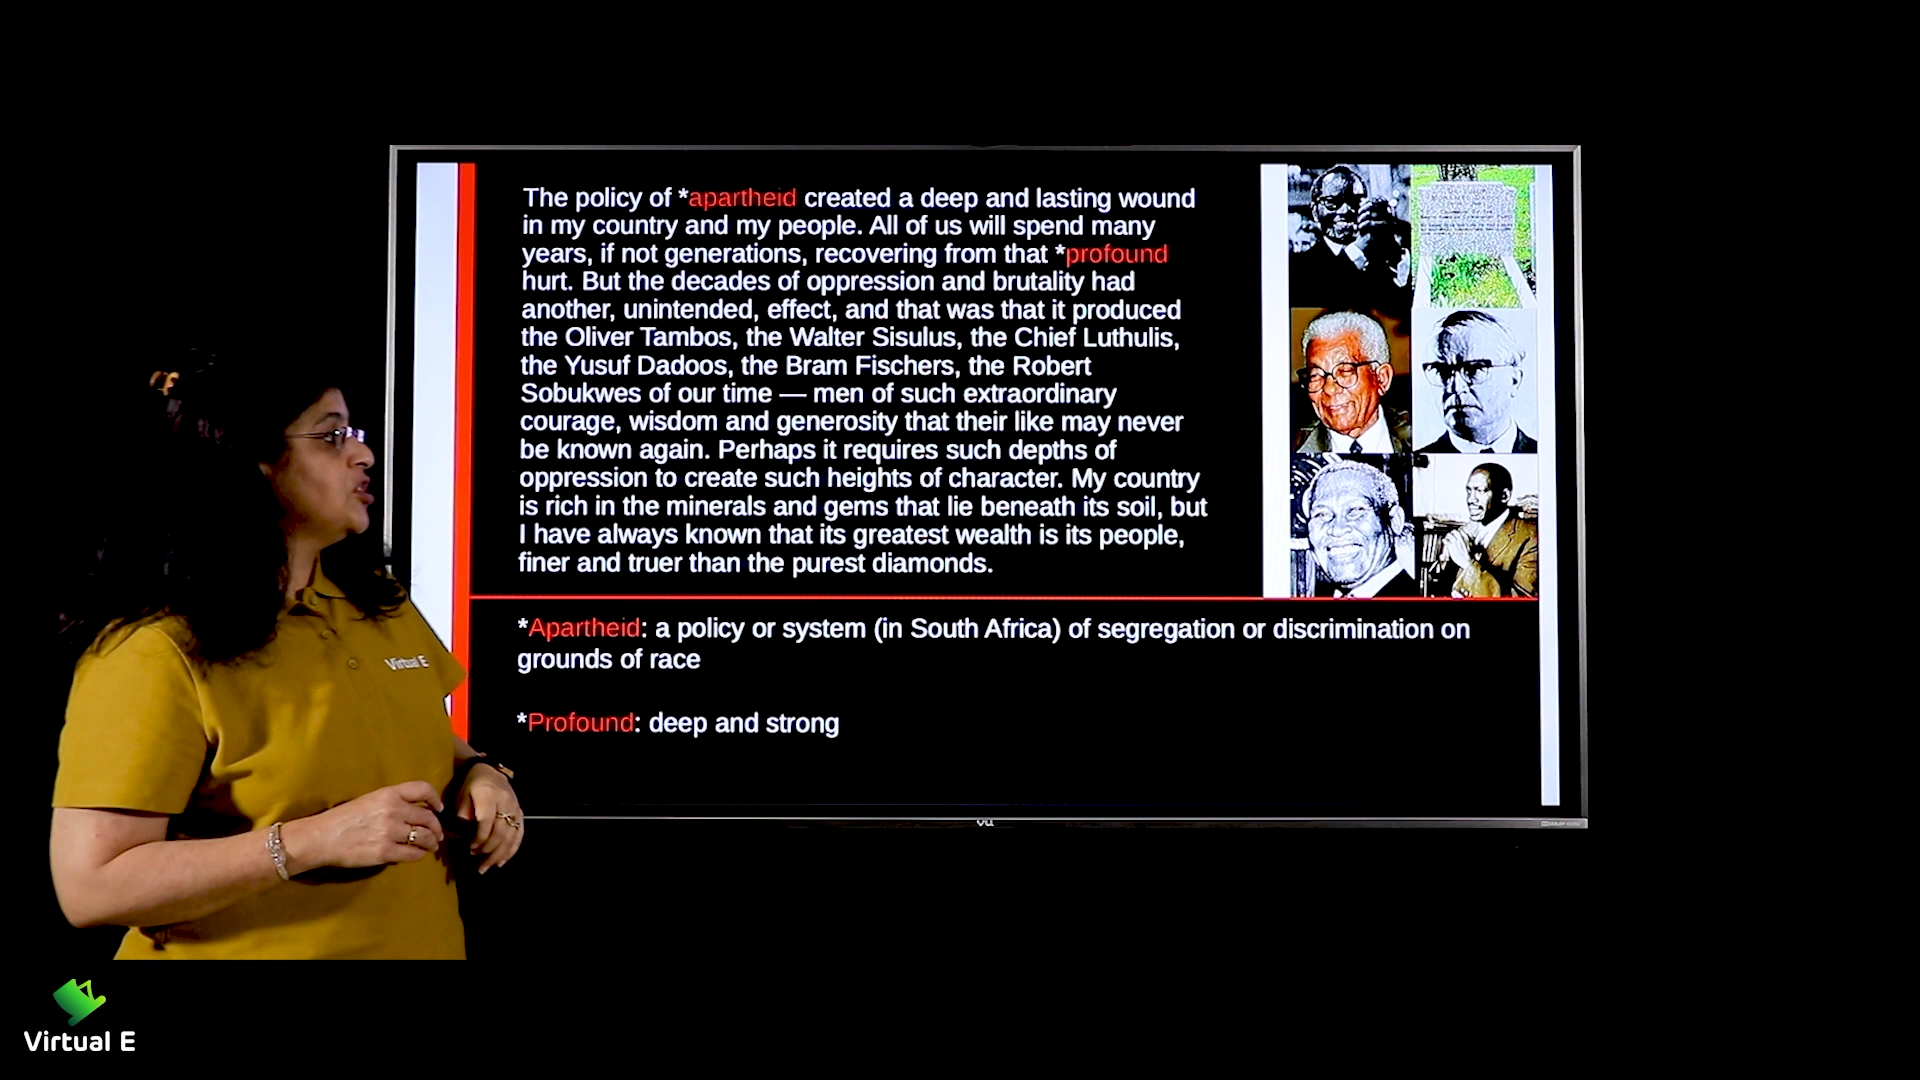 The policy of *apartheid created a deep and lasting wound
in my country and my people. All of us will spend many
years, if not generations, recovering from that *profound
hurt. But the decades of oppression and brutality had
another, unintended, effect, and that was that it produced
the Oliver Tambos, the Walter Sisulus, the Chief Luthulis,
the Yusuf Dadoos, the Bram Fischers, the Robert
Sobukwes of our time — men of such extraordinary
courage, wisdom and generosity that their like may never
be known again. Perhaps it requires such depths of
oppression to create such heights of character. My country
is rich in the minerals and gems that lie beneath its soil, but
I have always known that its greatest wealth is its people,
finer and truer than the purest diamonds.
*Apartheid: a policy or system (in South Africa) of segregation or discrimination on
grounds of race
*Profound: deep and strong
Virtual E
Virtual E